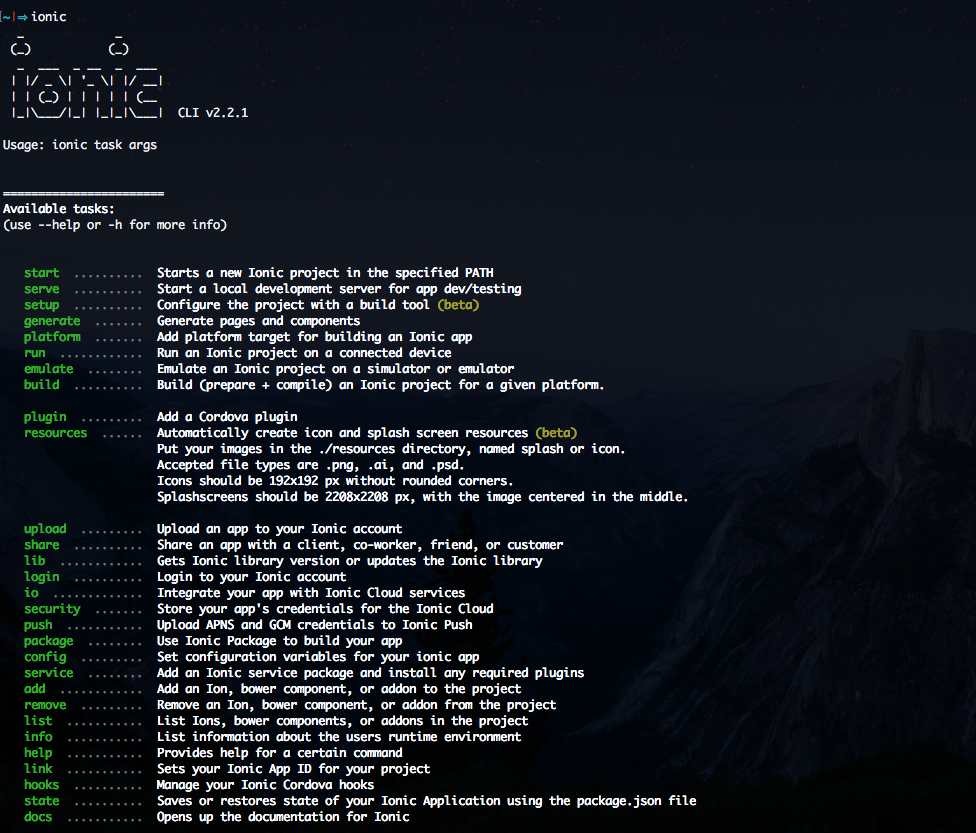 [~]⇒ ionic
ionic CLI v2.2.1
Usage: ionic task args
=======================
Available tasks:
(use --help or -h for more info)
start .......... Starts a new Ionic project in the specified PATH
serve .......... Start a local development server for app dev/testing
setup .......... Configure the project with a build tool (beta)
generate ....... Generate pages and components
platform ....... Add platform target for building an Ionic app
run ............ Run an Ionic project on a connected device
emulate ........ Emulate an Ionic project on a simulator or emulator
build .......... Build (prepare + compile) an Ionic project for a given platform.
plugin ......... Add a Cordova plugin
resources ...... Automatically create icon and splash screen resources (beta)
Put your images in the ./resources directory, named splash or icon.
Accepted file types are .png, .ai, and .psd.
Icons should be 192x192 px without rounded corners.
Splashscreens should be 2208x2208 px, with the image centered in the middle.
upload ......... Upload an app to your Ionic account
share .......... Share an app with a client, co-worker, friend, or customer
lib ............ Gets Ionic library version or updates the Ionic library
login .......... Login to your Ionic account
io ............. Integrate your app with Ionic Cloud services
security ....... Store your app's credentials for the Ionic Cloud
push ........... Upload APNS and GCM credentials to Ionic Push
package ........ Use Ionic Package to build your app
config ......... Set configuration variables for your ionic app
service ........ Add an Ionic service package and install any required plugins
add ............ Add an Ion, bower component, or addon to the project
remove ......... Remove an Ion, bower component, or addon from the project
list ........... List Ions, bower components, or addons in the project
info ........... List information about the users runtime environment
help ........... Provides help for a certain command
link ........... Sets your Ionic App ID for your project
hooks .......... Manage your Ionic Cordova hooks
state .......... Saves or restores state of your Ionic Application using the package.json file
docs ........... Opens up the documentation for Ionic